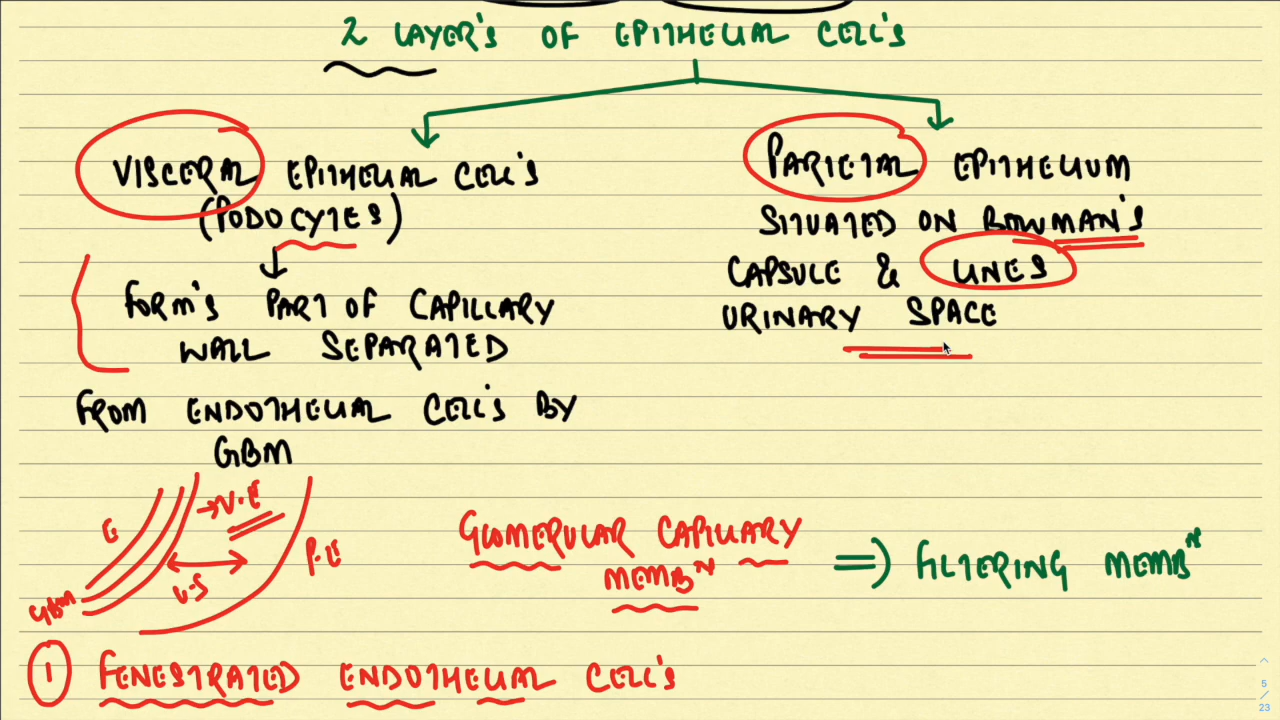 2 LAYER'S OF EPITHELIAL CELL'S
VISCERAL EPITHELIAL CELL'S
(PODOCYTES)
FORM'S PART OF CAPILLARY
WALL SEPARATED
FROM ENDOTHELIAL CELL'S BY
GBM
PARIETAL EPITHELIUM
SITUATED ON BOWMAN'S
CAPSULE & LINES
URINARY SPACE
E
V.E
P.E
U.S
GBM
GLOMERULAR CAPILLARY
MEMBᴺ
=> FILTERING MEMBᴺ
1 FENESTRATED ENDOTHELIAL CELL'S
5
/
23